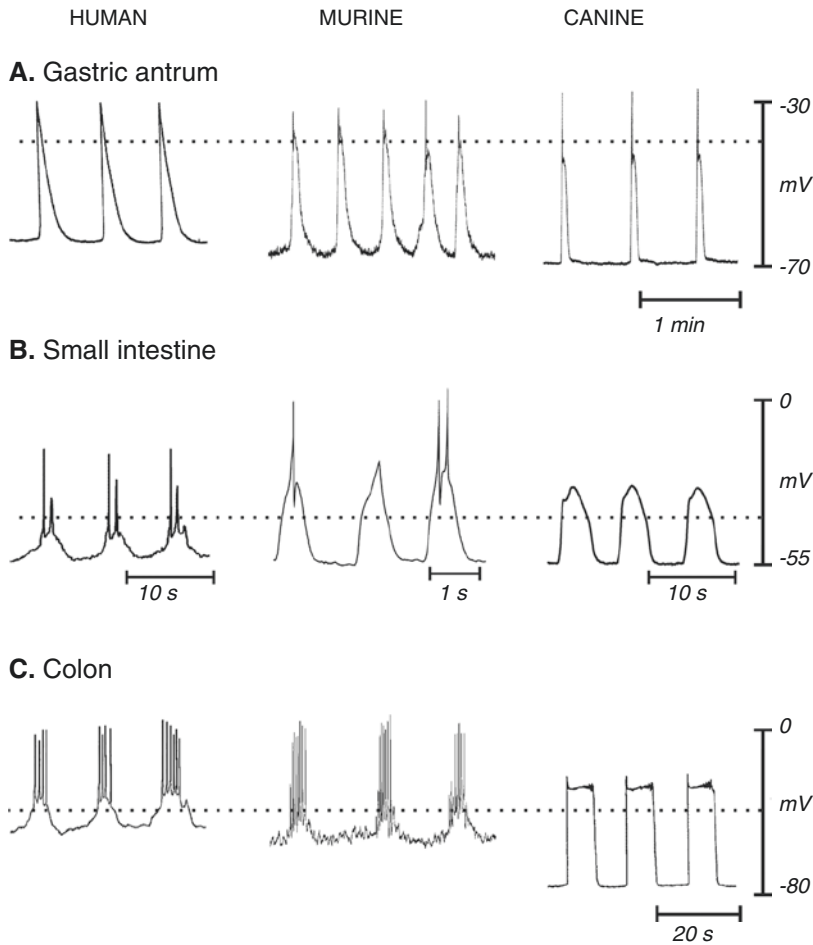 HUMAN MURINE CANINE
A. Gastric antrum
-30
mV
-70
1 min
B. Small intestine
0
mV
-55
10 s 1 s 10 s
C. Colon
0
mV
-80
20 s